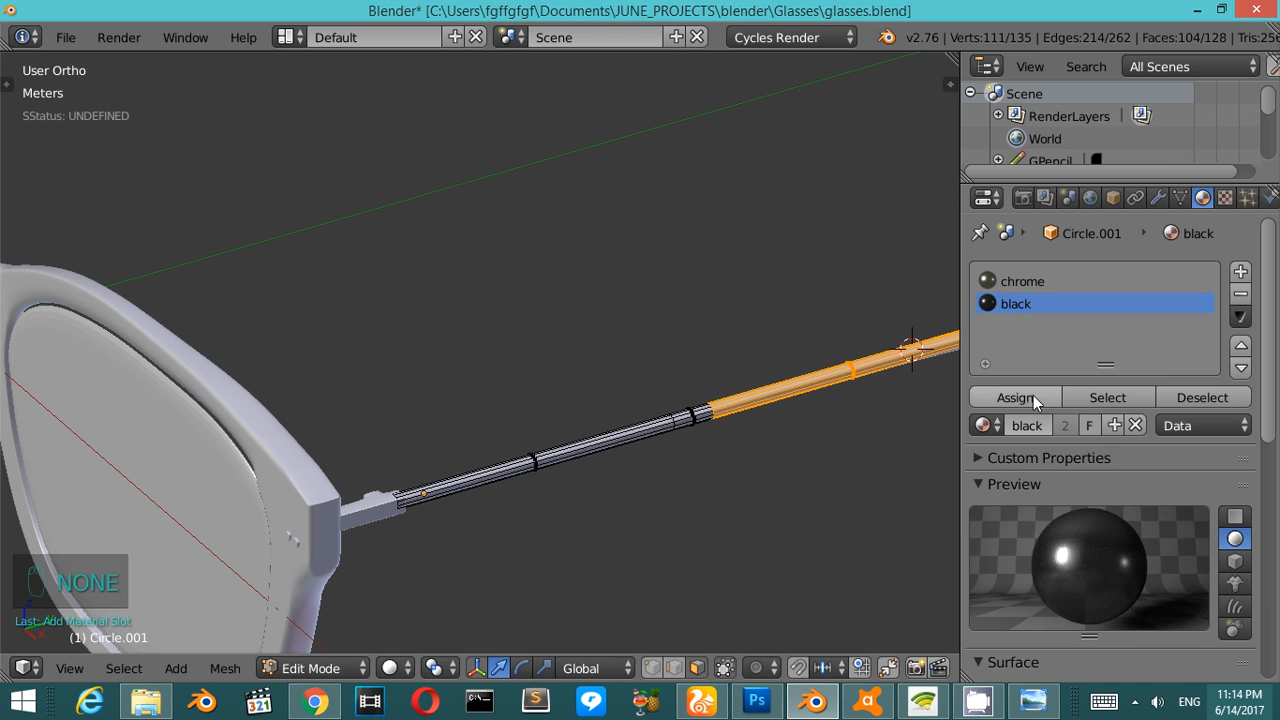 Blender* [C:\Users\fgffgfgf\Documents\JUNE_PROJECTS\blender\Glasses\glasses.blend]
File Render Window Help Default Scene Cycles Render v2.76 | Verts:111/135 | Edges:214/262 | Faces:104/128 | Tris:256
User Ortho
Meters
SStatus: UNDEFINED
View Search All Scenes
Scene
RenderLayers
World
GPencil
Circle.001 black
chrome
black
Assign Select Deselect
black 2 F Data
Custom Properties
Preview
NONE
Last: Add Material Slot
(1) Circle.001
Surface
View Select Add Mesh Edit Mode Global
321
Ps
ENG
11:14 PM
6/14/2017